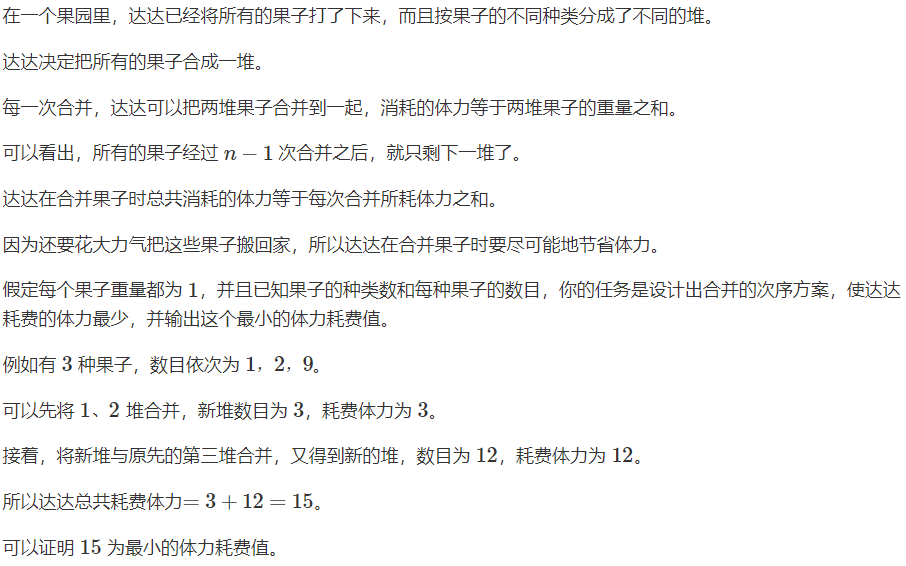 在一个果园里，达达已经将所有的果子打了下来，而且按果子的不同种类分成了不同的堆。
达达决定把所有的果子合成一堆。
每一次合并，达达可以把两堆果子合并到一起，消耗的体力等于两堆果子的重量之和。
可以看出，所有的果子经过 n − 1 次合并之后，就只剩下一堆了。
达达在合并果子时总共消耗的体力等于每次合并所耗体力之和。
因为还要花大力气把这些果子搬回家，所以达达在合并果子时要尽可能地节省体力。
假定每个果子重量都为 1，并且已知果子的种类数和每种果子的数目，你的任务是设计出合并的次序方案，使达达
耗费的体力最少，并输出这个最小的体力耗费值。
例如有 3 种果子，数目依次为 1，2，9。
可以先将 1、2 堆合并，新堆数目为 3，耗费体力为 3。
接着，将新堆与原先的第三堆合并，又得到新的堆，数目为 12，耗费体力为 12。
所以达达总共耗费体力= 3 + 12 = 15。
可以证明 15 为最小的体力耗费值。